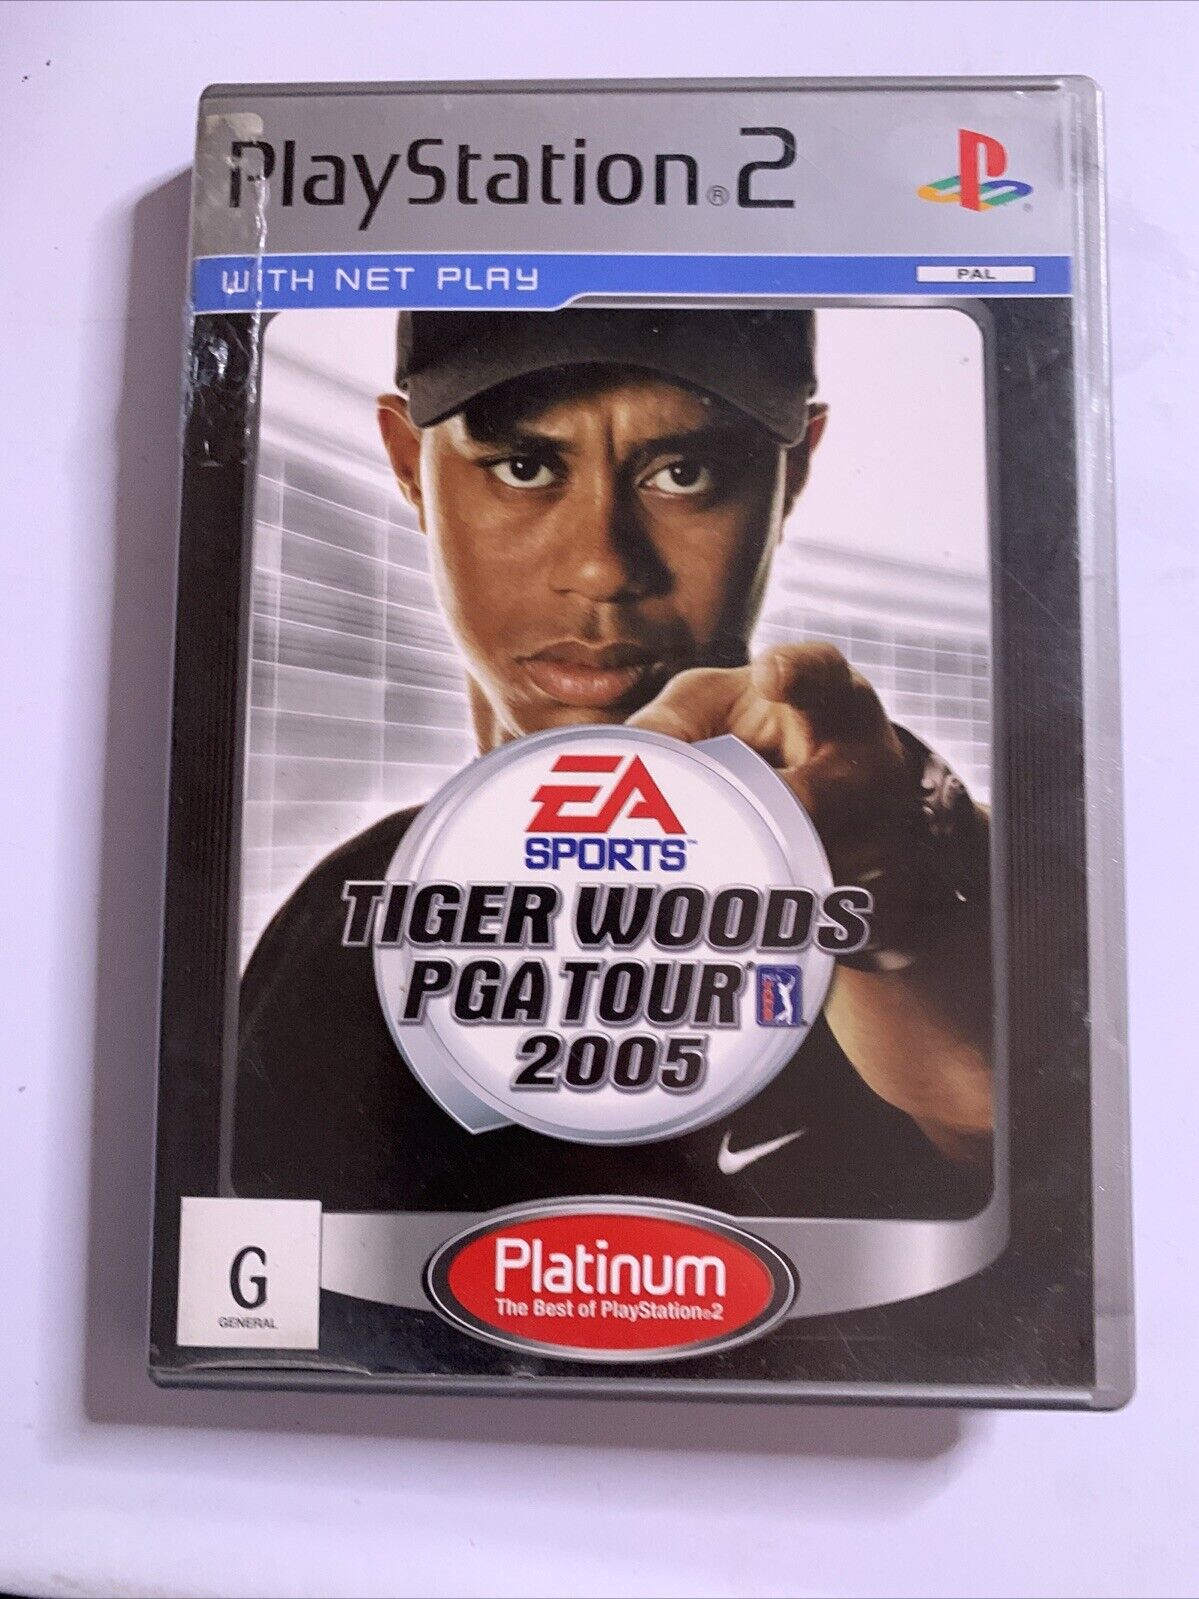 PlayStation®2
WITH NET PLAY
PAL
EA
SPORTS™
TIGER WOODS
PGA TOUR®
2005
G
GENERAL
Platinum
The Best of PlayStation®2